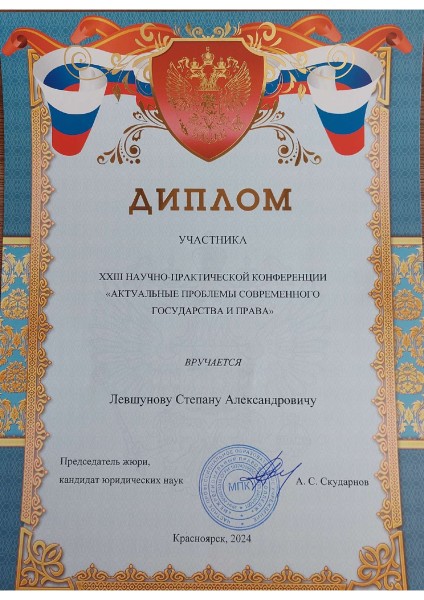 ДИПЛОМ
УЧАСТНИКА
XXIII НАУЧНО-ПРАКТИЧЕСКОЙ КОНФЕРЕНЦИИ
«АКТУАЛЬНЫЕ ПРОБЛЕМЫ СОВРЕМЕННОГО
ГОСУДАРСТВА И ПРАВА»
ВРУЧАЕТСЯ
Левшунову Степану Александровичу
Председатель жюри,
кандидат юридических наук
А. С. Скударнов
МПК
Красноярск, 2024